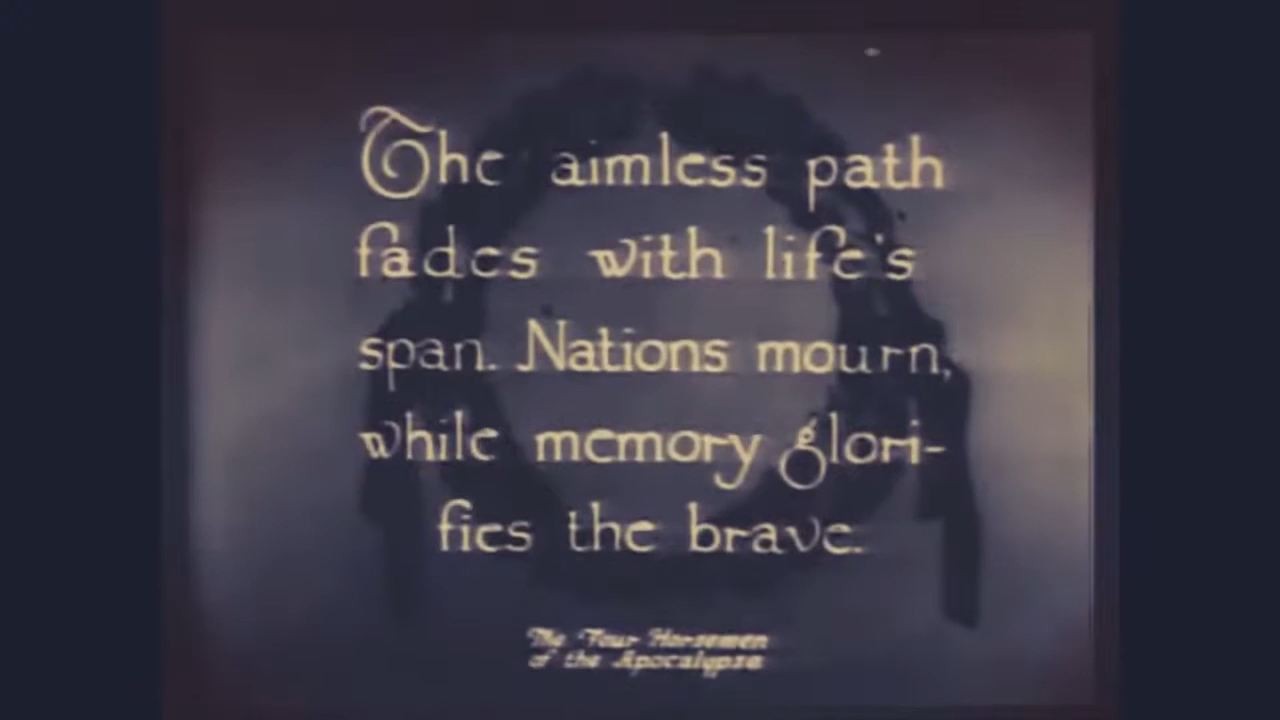 The aimless path
fades with life's
span. Nations mourn,
while memory glori-
fies the brave.
The Four Horsemen
of the Apocalypse